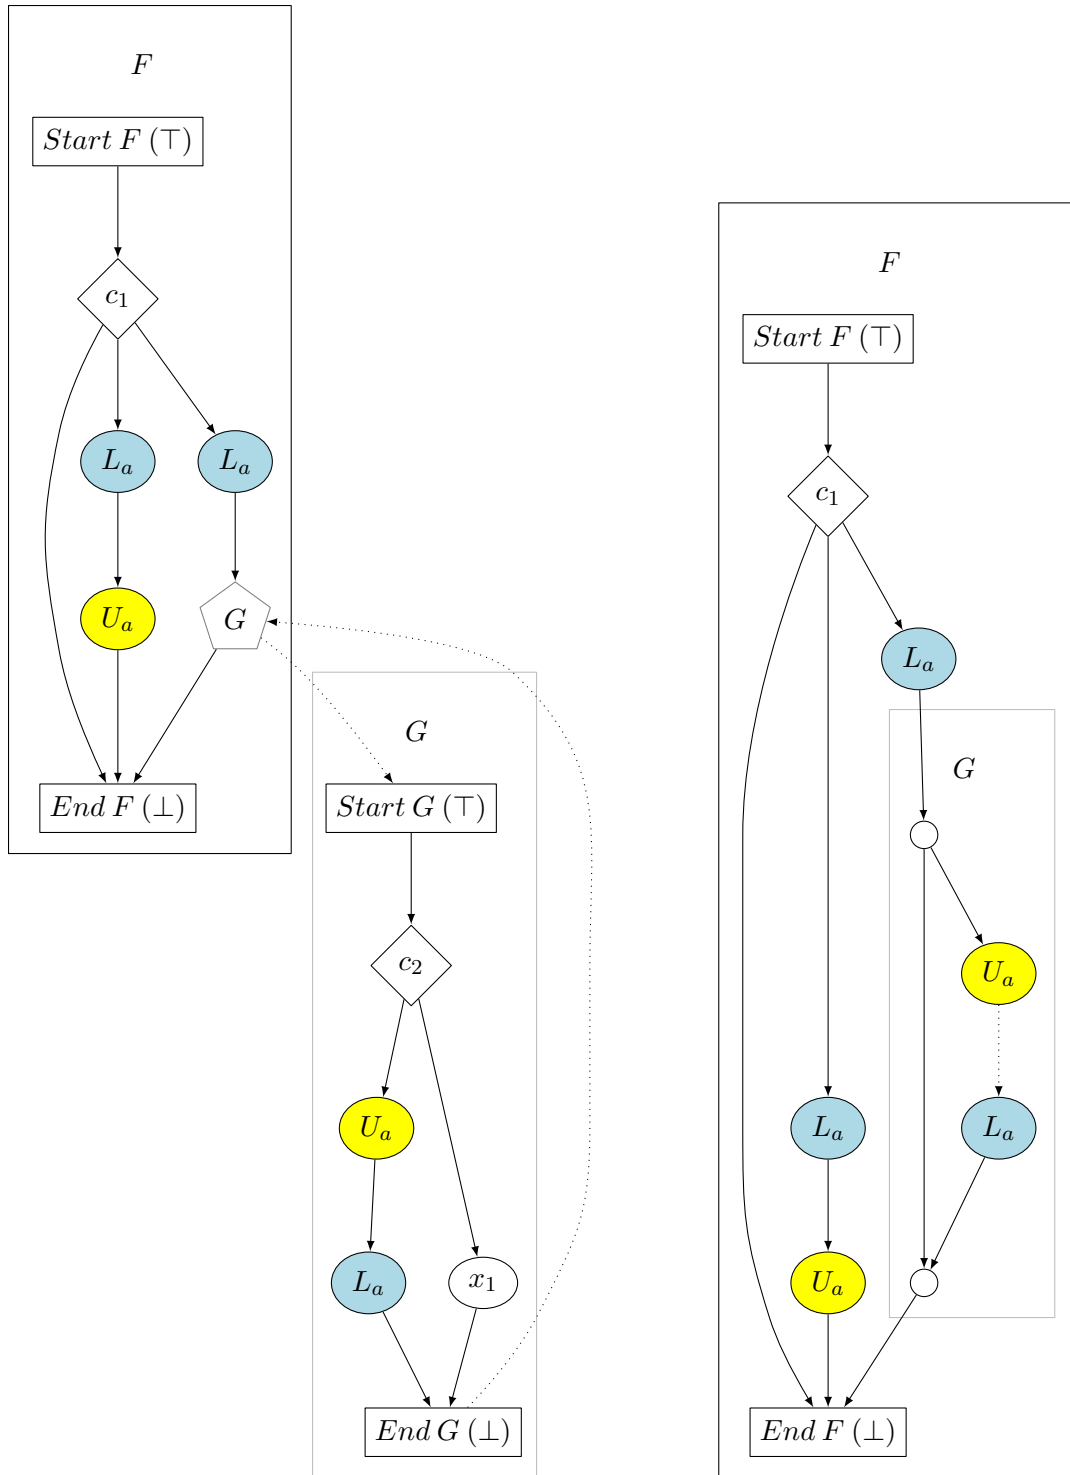 F
Start F (⊤)
c₁
Lₐ
Lₐ
Uₐ
G
End F (⊥)
G
Start G (⊤)
c₂
Uₐ
Lₐ
x₁
End G (⊥)
F
Start F (⊤)
c₁
Lₐ
G
Uₐ
Lₐ
Lₐ
Uₐ
End F (⊥)